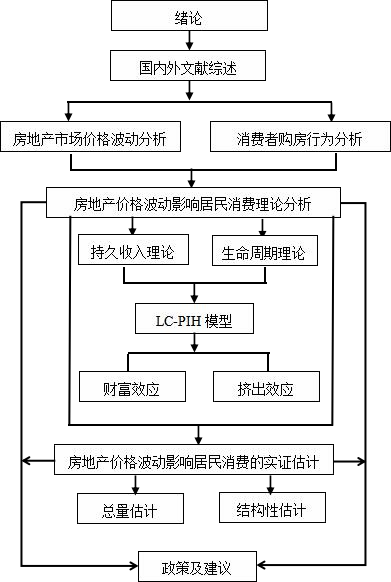 绪论
国内外文献综述
房地产市场价格波动分析
消费者购房行为分析
房地产价格波动影响居民消费理论分析
持久收入理论
生命周期理论
LC-PIH 模型
财富效应
挤出效应
房地产价格波动影响居民消费的实证估计
总量估计
结构性估计
政策及建议